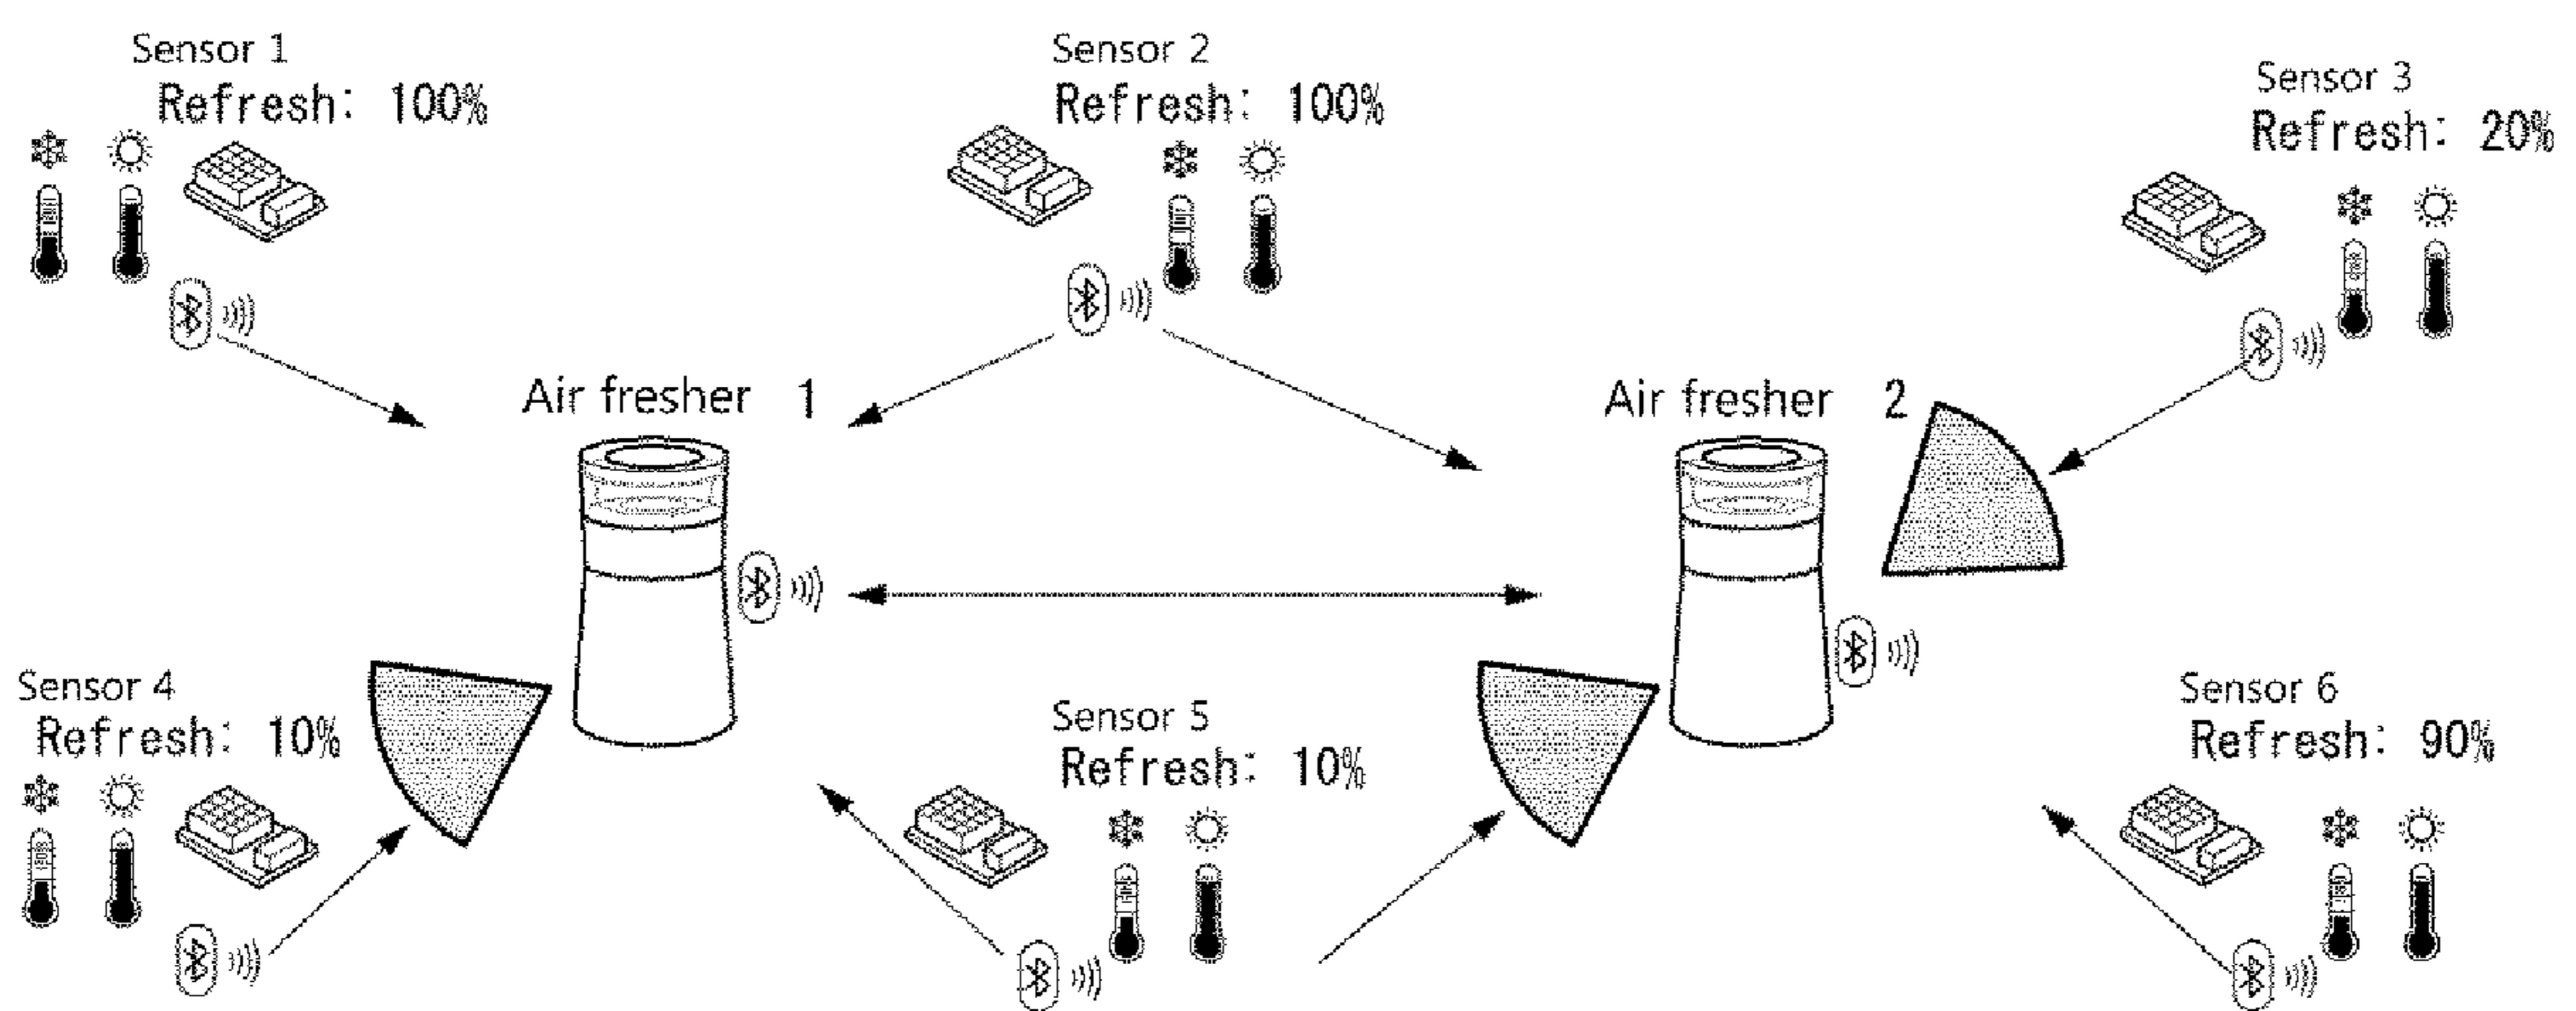 Sensor 1
Refresh: 100%
Sensor 2
Refresh: 100%
Sensor 3
Refresh: 20%
Air fresher 1
Air fresher 2
Sensor 4
Refresh: 10%
Sensor 5
Refresh: 10%
Sensor 6
Refresh: 90%